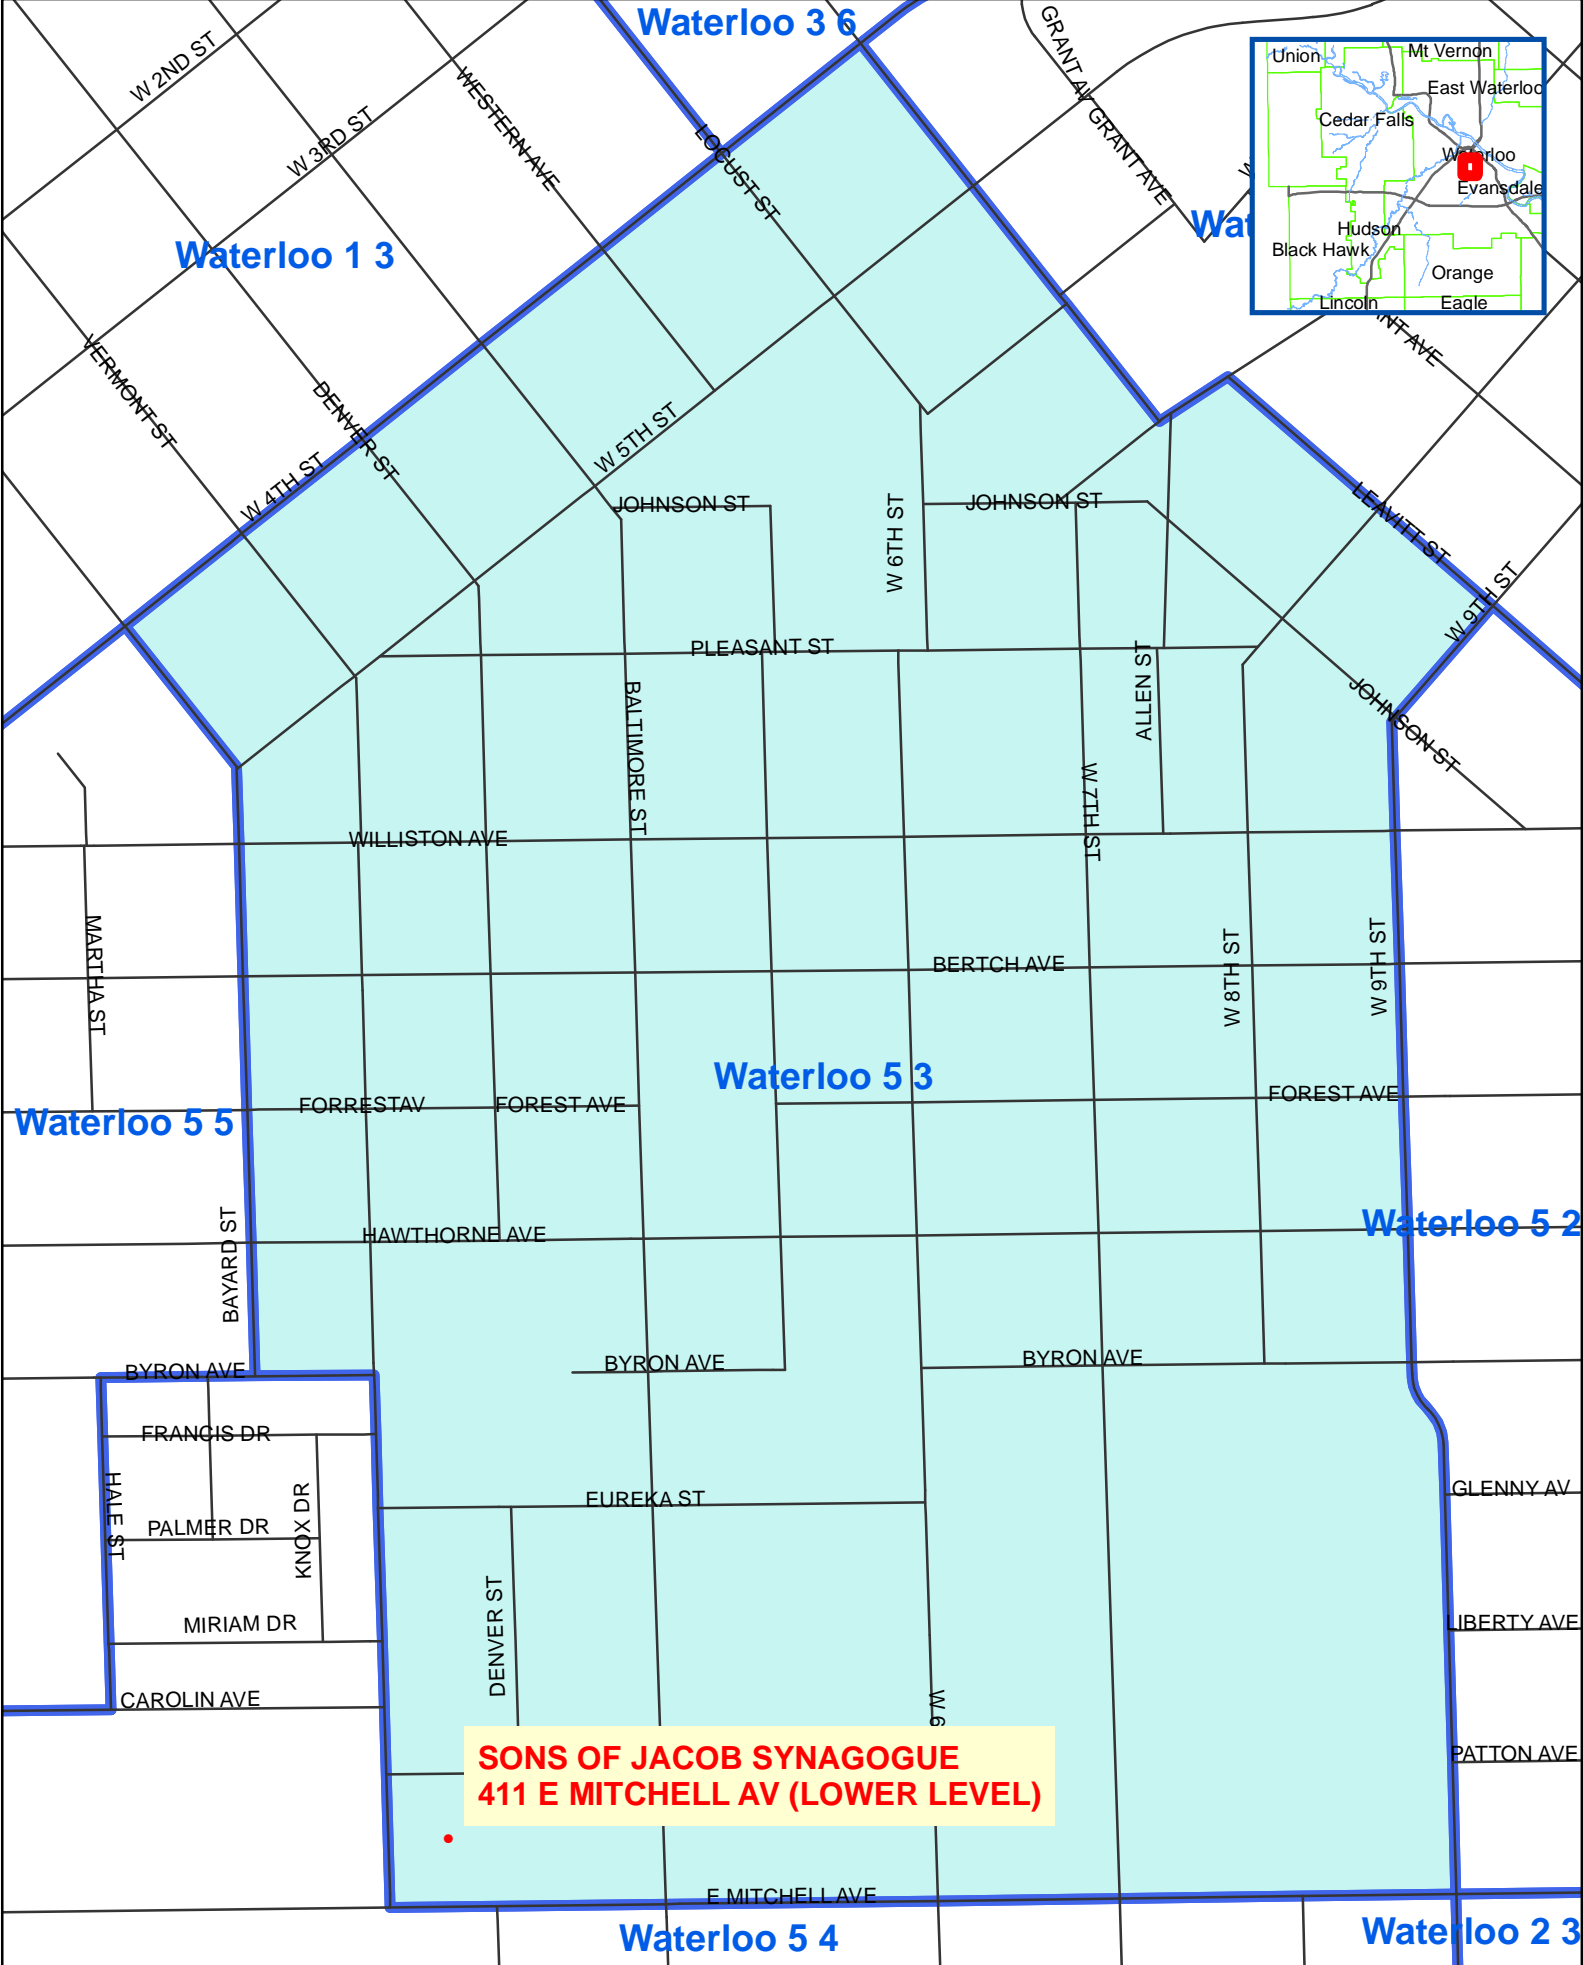 Waterloo 3 6
W 2ND ST
W 3RD ST
WESTERN AVE
LOCUST ST
GRANT AV
GRANT AVE
W
Union
Mt Vernon
East Waterloo
Cedar Falls
Waterloo
Evansdale
Hudson
Black Hawk
Orange
Lincoln
Eagle
Waterloo 1 3
Wat
NT AVE
VERMONT ST
DENVER ST
W 4TH ST
W 5TH ST
JOHNSON ST
W 6TH ST
JOHNSON ST
LEAVITT ST
W 9TH ST
PLEASANT ST
ALLEN ST
BALTIMORE ST
JOHNSON ST
W 7TH ST
WILLISTON AVE
MARTHA ST
BERTCH AVE
W 8TH ST
W 9TH ST
Waterloo 5 3
FORRESTAV
FOREST AVE
FOREST AVE
Waterloo 5 5
BAYARD ST
HAWTHORNE AVE
Waterloo 5 2
BYRON AVE
BYRON AVE
BYRON AVE
FRANCIS DR
HALE ST
KNOX DR
PALMER DR
EUREKA ST
GLENNY AV
DENVER ST
MIRIAM DR
LIBERTY AVE
CAROLIN AVE
W 6
PATTON AVE
SONS OF JACOB SYNAGOGUE
411 E MITCHELL AV (LOWER LEVEL)
E MITCHELL AVE
Waterloo 5 4
Waterloo 2 3